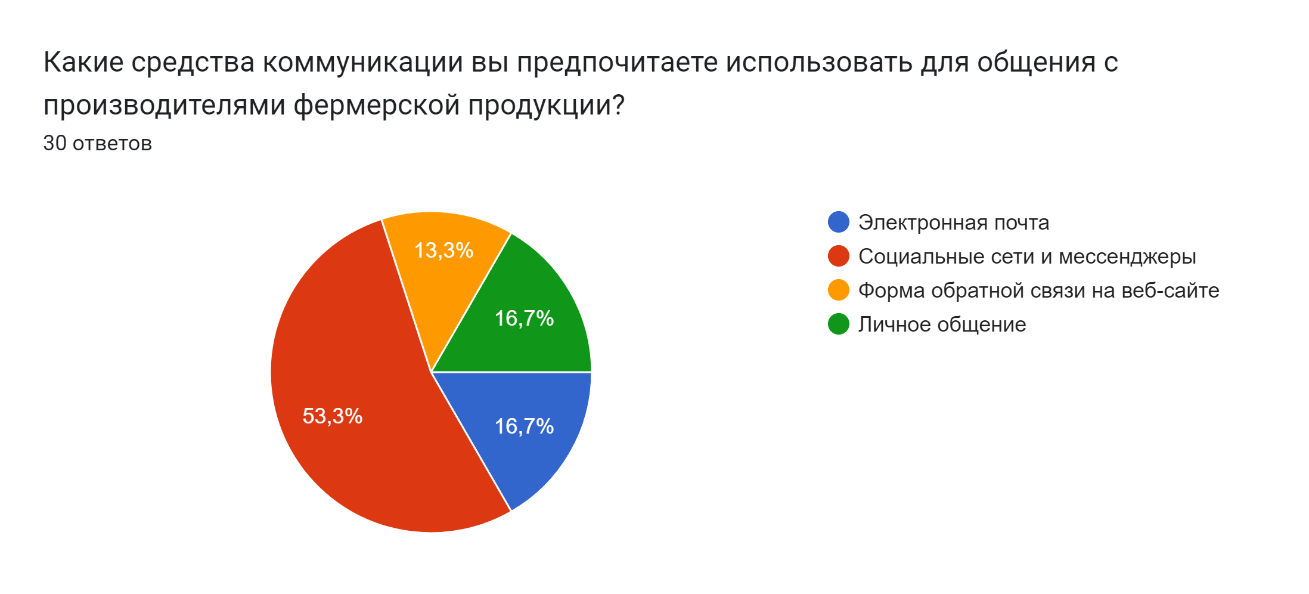 Какие средства коммуникации вы предпочитаете использовать для общения с
производителями фермерской продукции?
30 ответов
Электронная почта
Социальные сети и мессенджеры
Форма обратной связи на веб-сайте
Личное общение
13,3%
16,7%
53,3%
16,7%